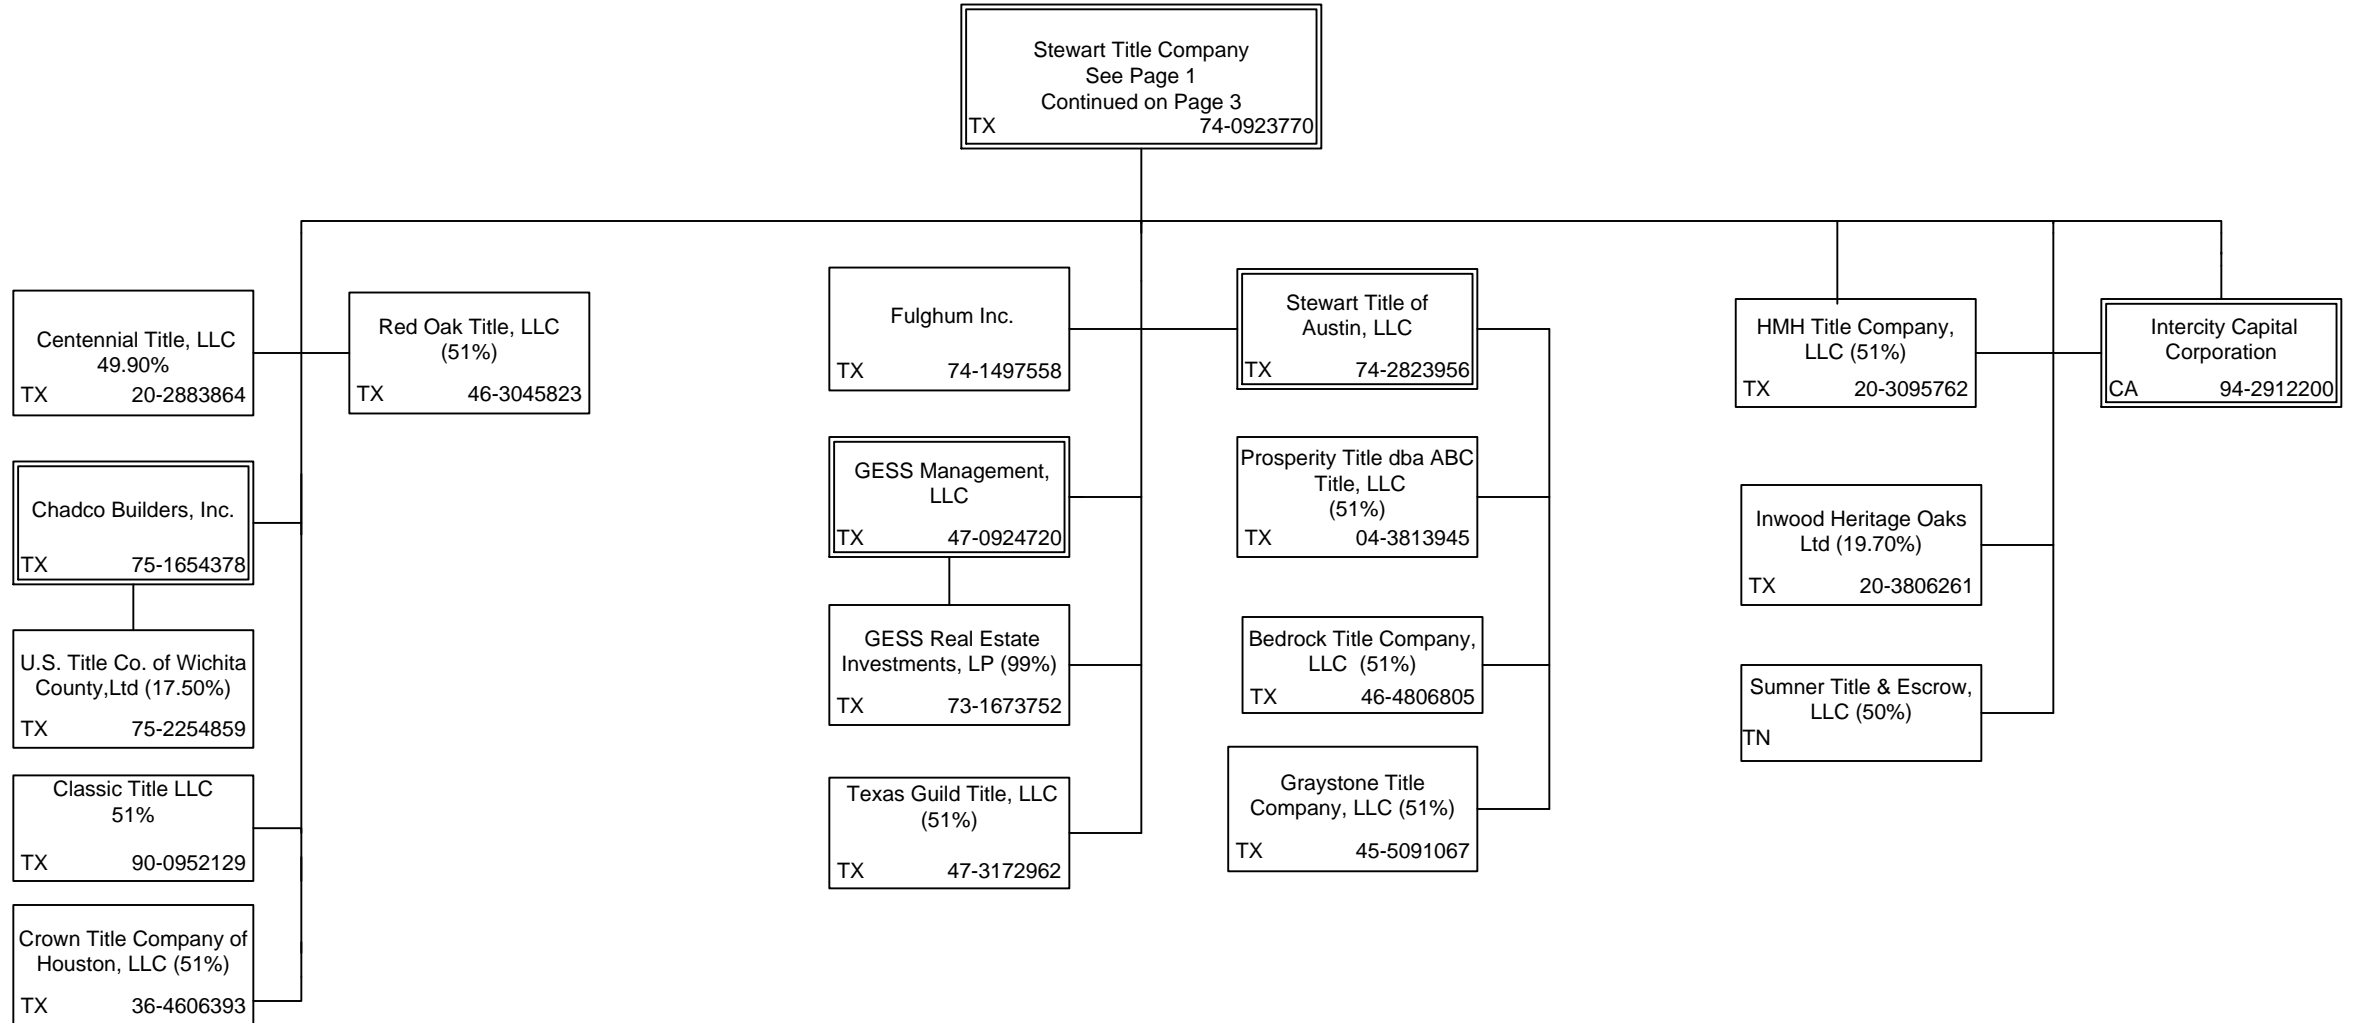 Stewart Title Company
See Page 1
Continued on Page 3
TX 74-0923770
Centennial Title, LLC
49.90%
TX 20-2883864
Red Oak Title, LLC
(51%)
TX 46-3045823
Chadco Builders, Inc.
TX 75-1654378
U.S. Title Co. of Wichita
County,Ltd (17.50%)
TX 75-2254859
Classic Title LLC
51%
TX 90-0952129
Crown Title Company of
Houston, LLC (51%)
TX 36-4606393
Fulghum Inc.
TX 74-1497558
GESS Management,
LLC
TX 47-0924720
GESS Real Estate
Investments, LP (99%)
TX 73-1673752
Texas Guild Title, LLC
(51%)
TX 47-3172962
Stewart Title of
Austin, LLC
TX 74-2823956
Prosperity Title dba ABC
Title, LLC
(51%)
TX 04-3813945
Bedrock Title Company,
LLC (51%)
TX 46-4806805
Graystone Title
Company, LLC (51%)
TX 45-5091067
HMH Title Company,
LLC (51%)
TX 20-3095762
Intercity Capital
Corporation
CA 94-2912200
Inwood Heritage Oaks
Ltd (19.70%)
TX 20-3806261
Sumner Title & Escrow,
LLC (50%)
TN